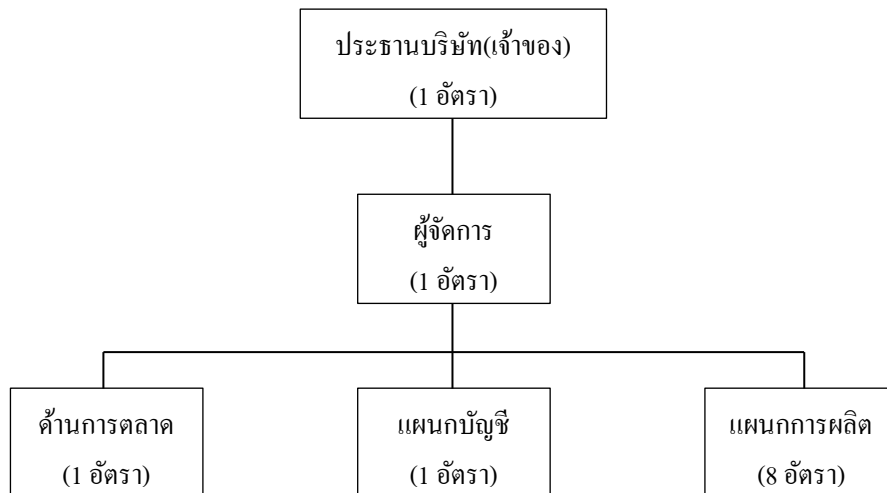 ประธานบริษัท(เจ้าของ)
(1 อัตรา)
ผู้จัดการ
(1 อัตรา)
ด้านการตลาด
(1 อัตรา)
แผนกบัญชี
(1 อัตรา)
แผนกการผลิต
(8 อัตรา)